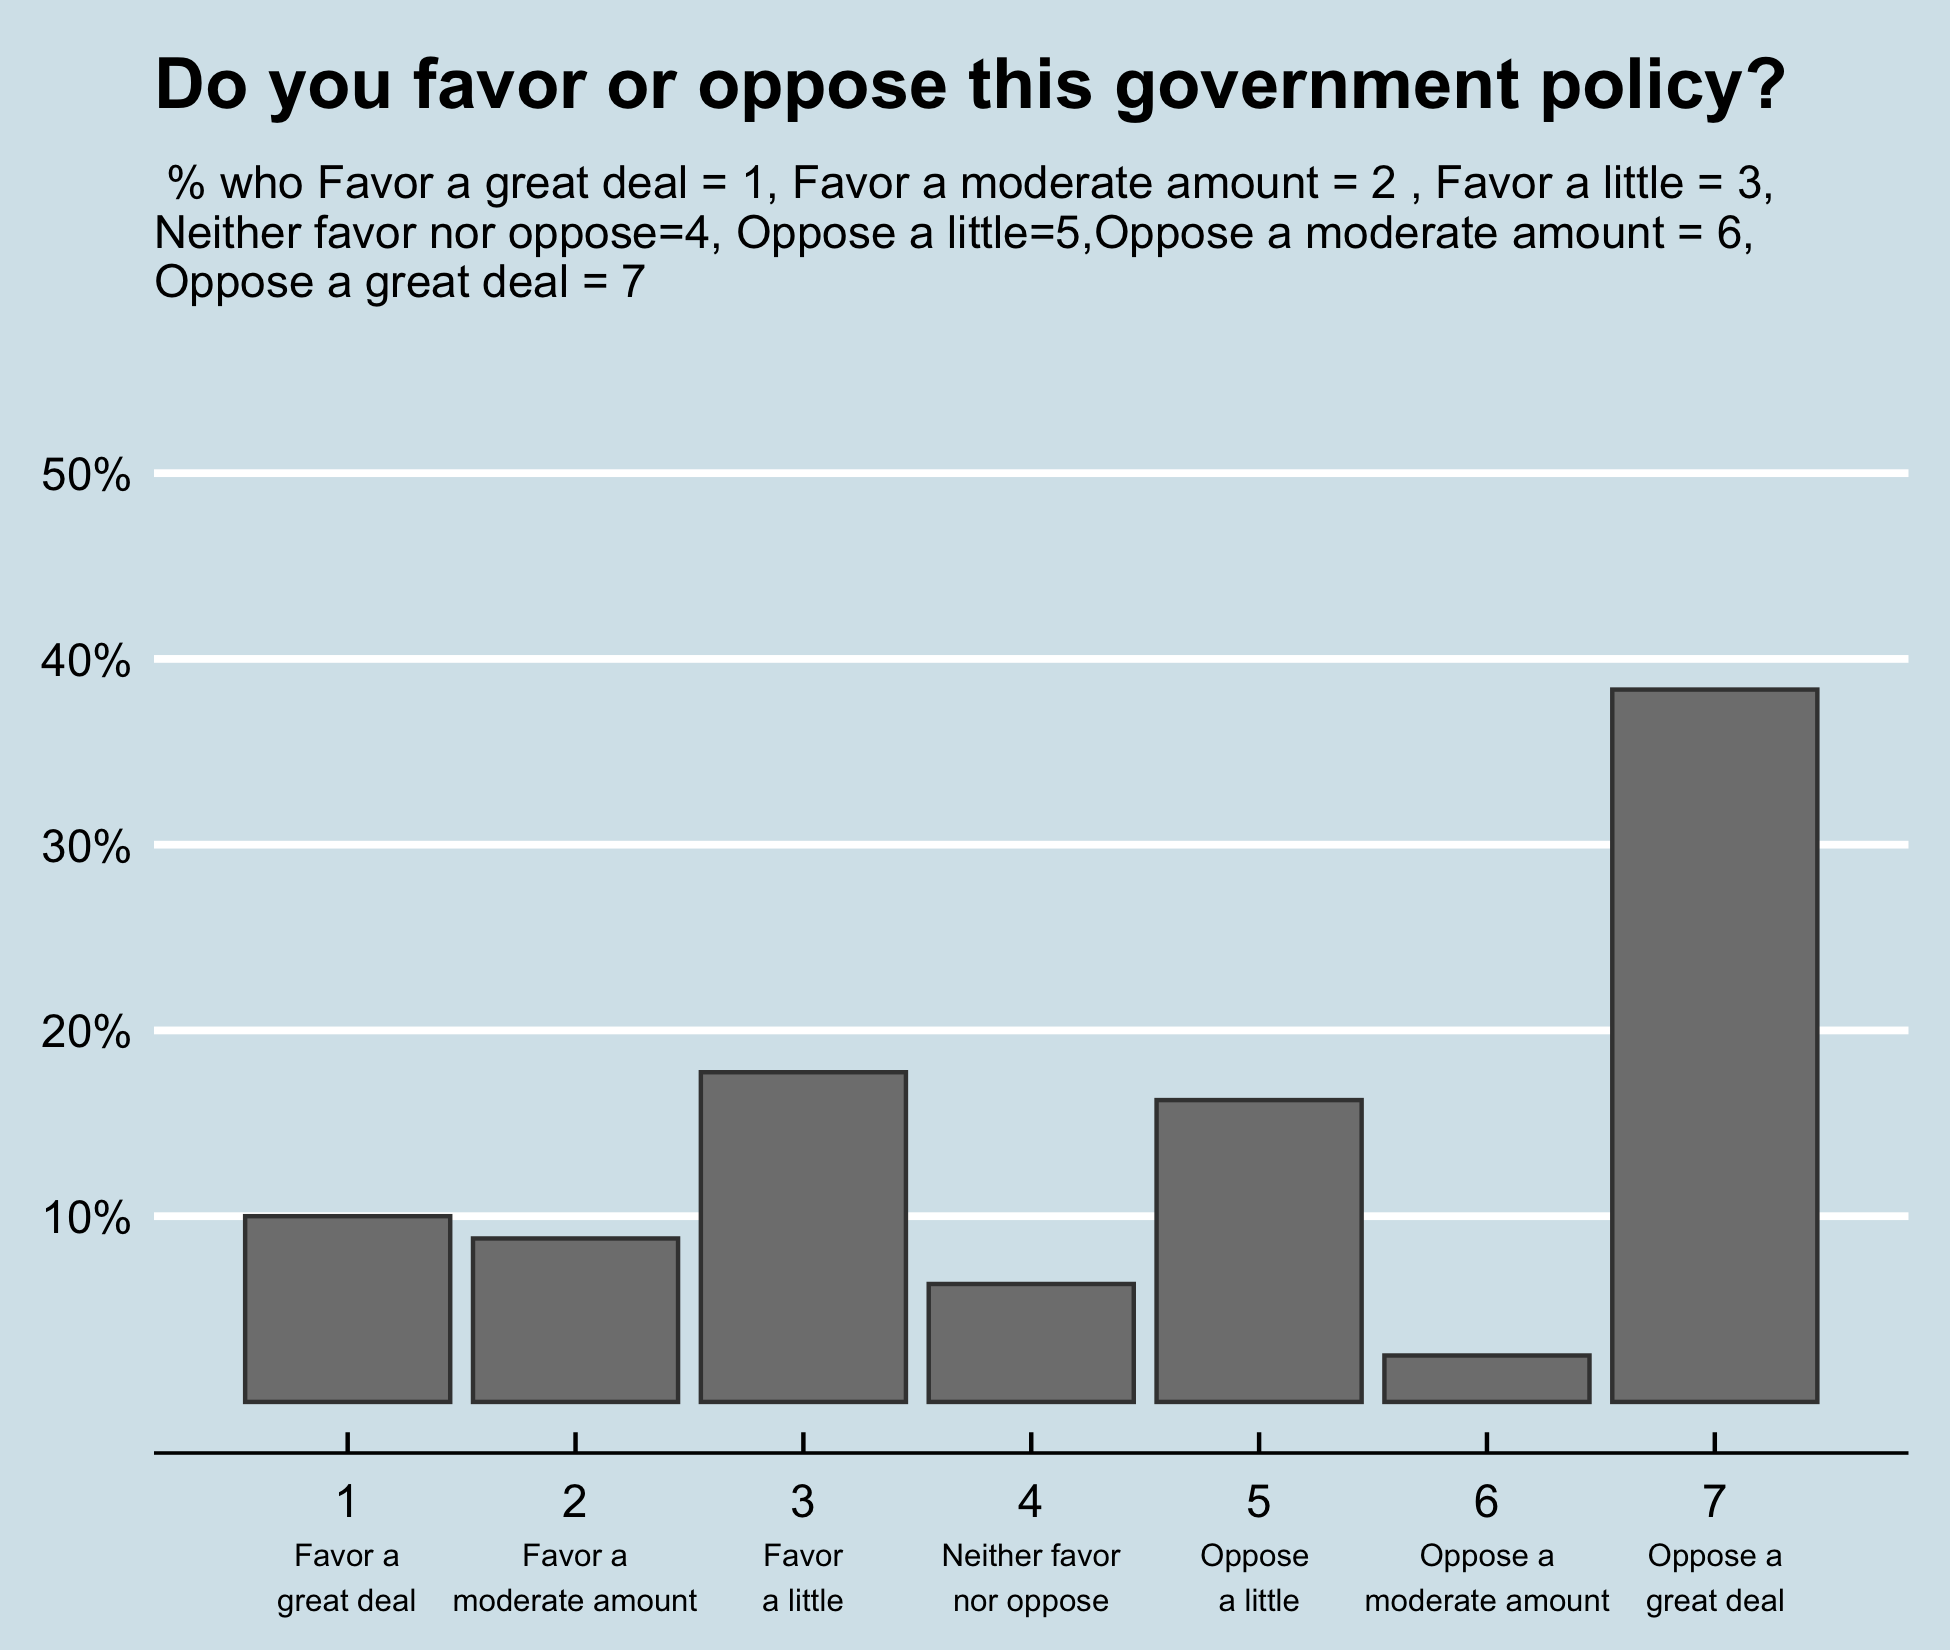 Do you favor or oppose this government policy?
% who Favor a great deal = 1, Favor a moderate amount = 2 , Favor a little = 3,
Neither favor nor oppose=4, Oppose a little=5,Oppose a moderate amount = 6,
Oppose a great deal = 7
50%
40%
30%
20%
10%
1 2 3 4 5 6 7
Favor a Favor a Favor Neither favor Oppose Oppose a Oppose a
great deal moderate amount a little nor oppose a little moderate amount great deal